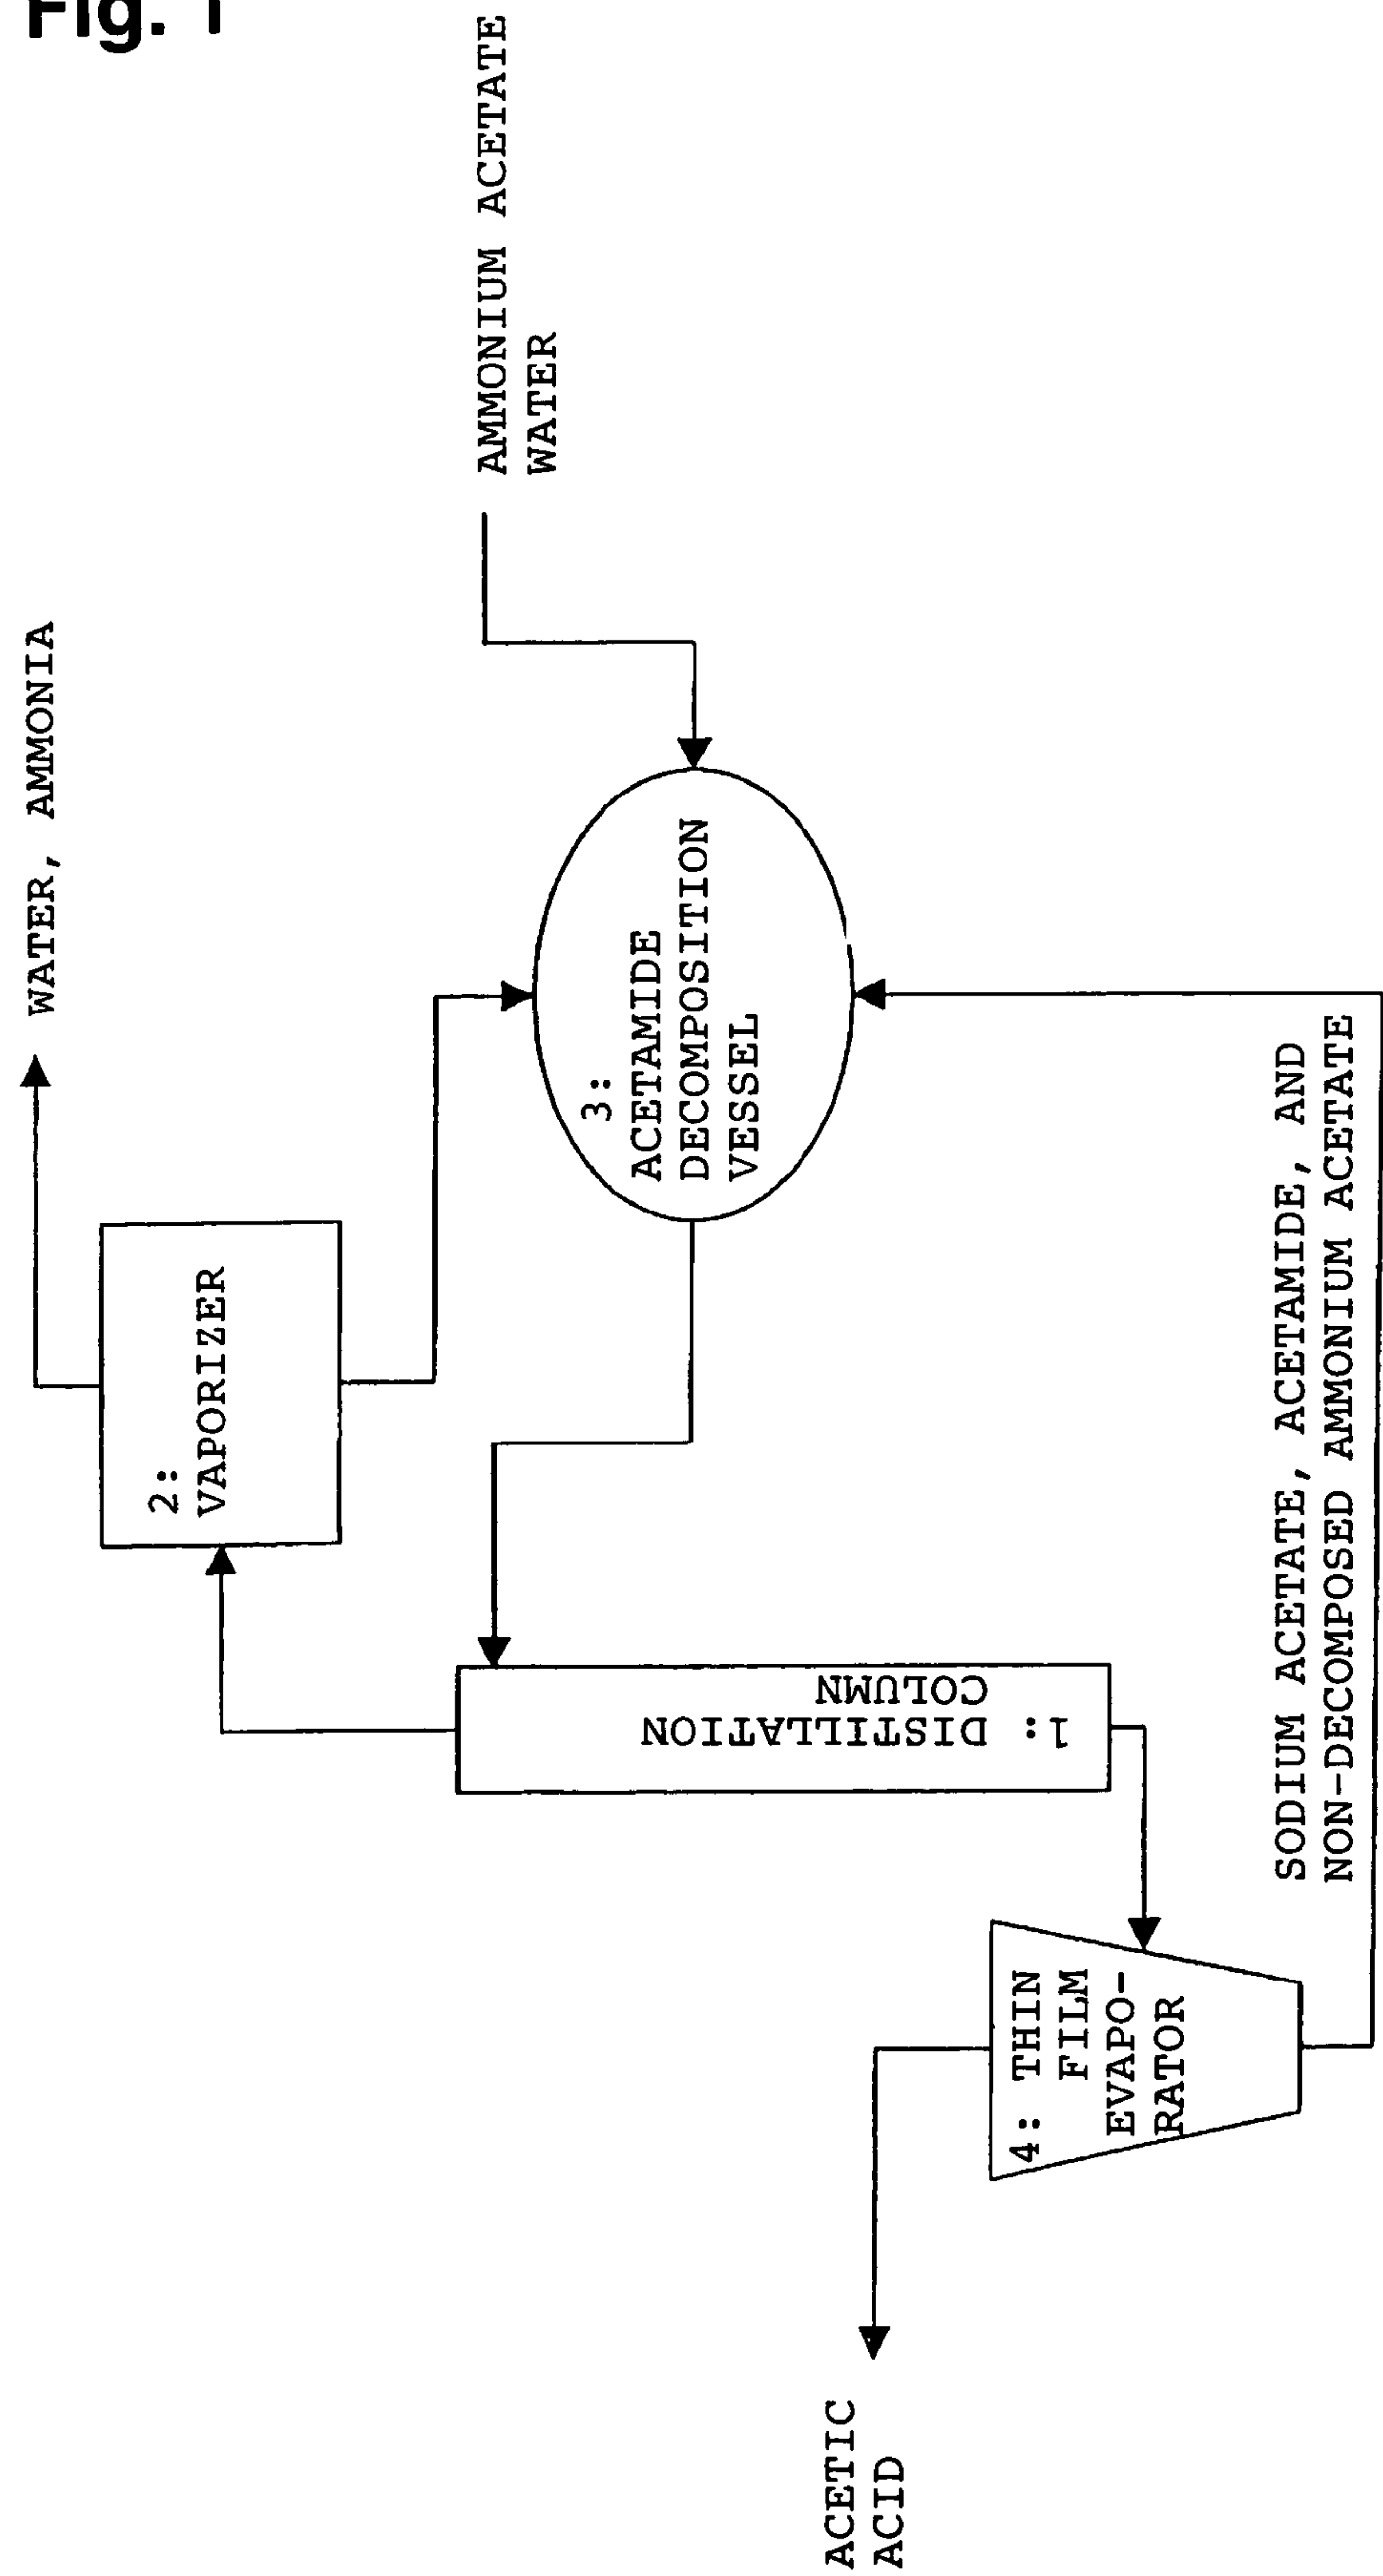 Fig. 1
WATER, AMMONIA
AMMONIUM ACETATE
WATER
2:
VAPORIZER
3:
ACETAMIDE
DECOMPOSITION
VESSEL
1: DISTILLATION
COLUMN
4: THIN
FILM
EVAPO-
RATOR
ACETIC
ACID
SODIUM ACETATE, ACETAMIDE, AND
NON-DECOMPOSED AMMONIUM ACETATE